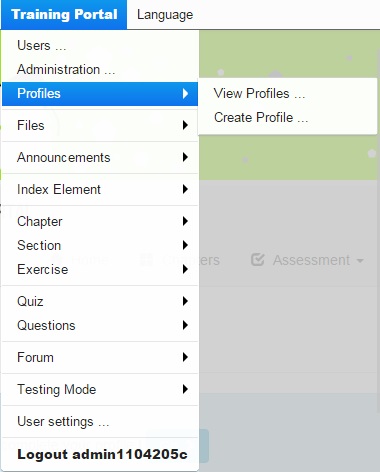 Training Portal Language
Users ...
Administration ...
Profiles
View Profiles ...
Create Profile ...
Files
Announcements
Index Element
Chapter
Section
Exercise
Assessment
Quiz
Questions
Forum
Testing Mode
User settings ...
Logout admin1104205c